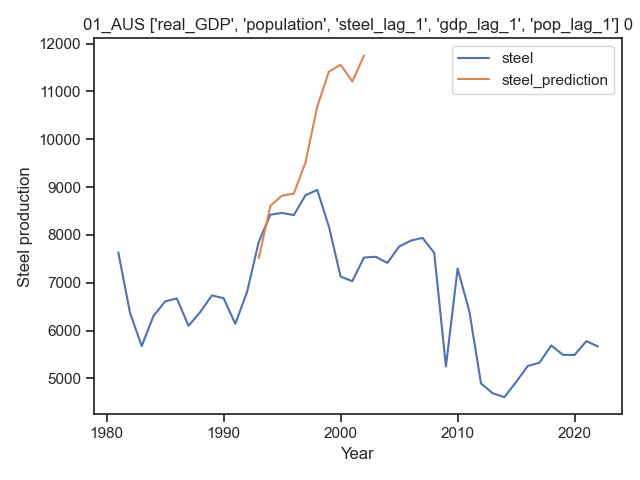 01_AUS ['real_GDP', 'population', 'steel_lag_1', 'gdp_lag_1', 'pop_lag_1'] 0
steel
steel_prediction
12000
11000
10000
9000
8000
7000
6000
5000
Steel production
1980
1990
2000
2010
2020
Year